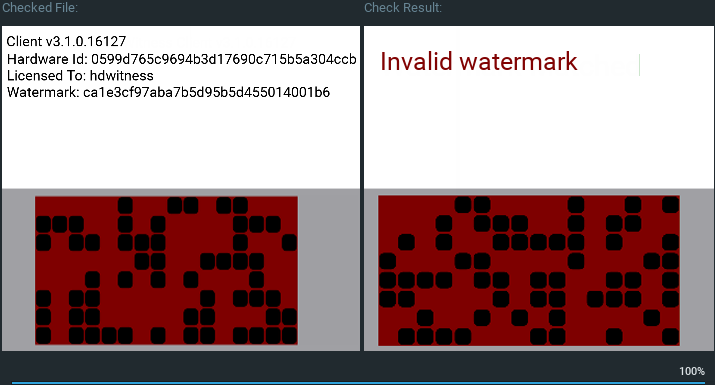 Checked File:
Check Result:
Client v3.1.0.16127
Hardware Id: 0599d765c9694b3d17690c715b5a304ccb
Licensed To: hdwitness
Watermark: ca1e3cf97aba7b5d95b5d455014001b6
Invalid watermark
100%